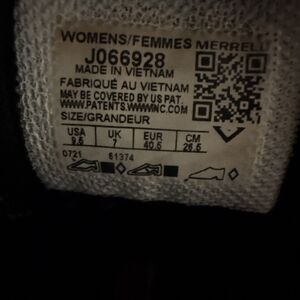 WOMENS/FEMMES MERRELL
J066928
MADE IN VIETNAM
FABRIQUÉ AU VIETNAM
MAY BE COVERED BY US PAT.
WWW.PATENTS.WWWINC.COM
SIZE/GRANDEUR
USA UK EUR CM
9.5 7 40.5 26.5
0721 61374